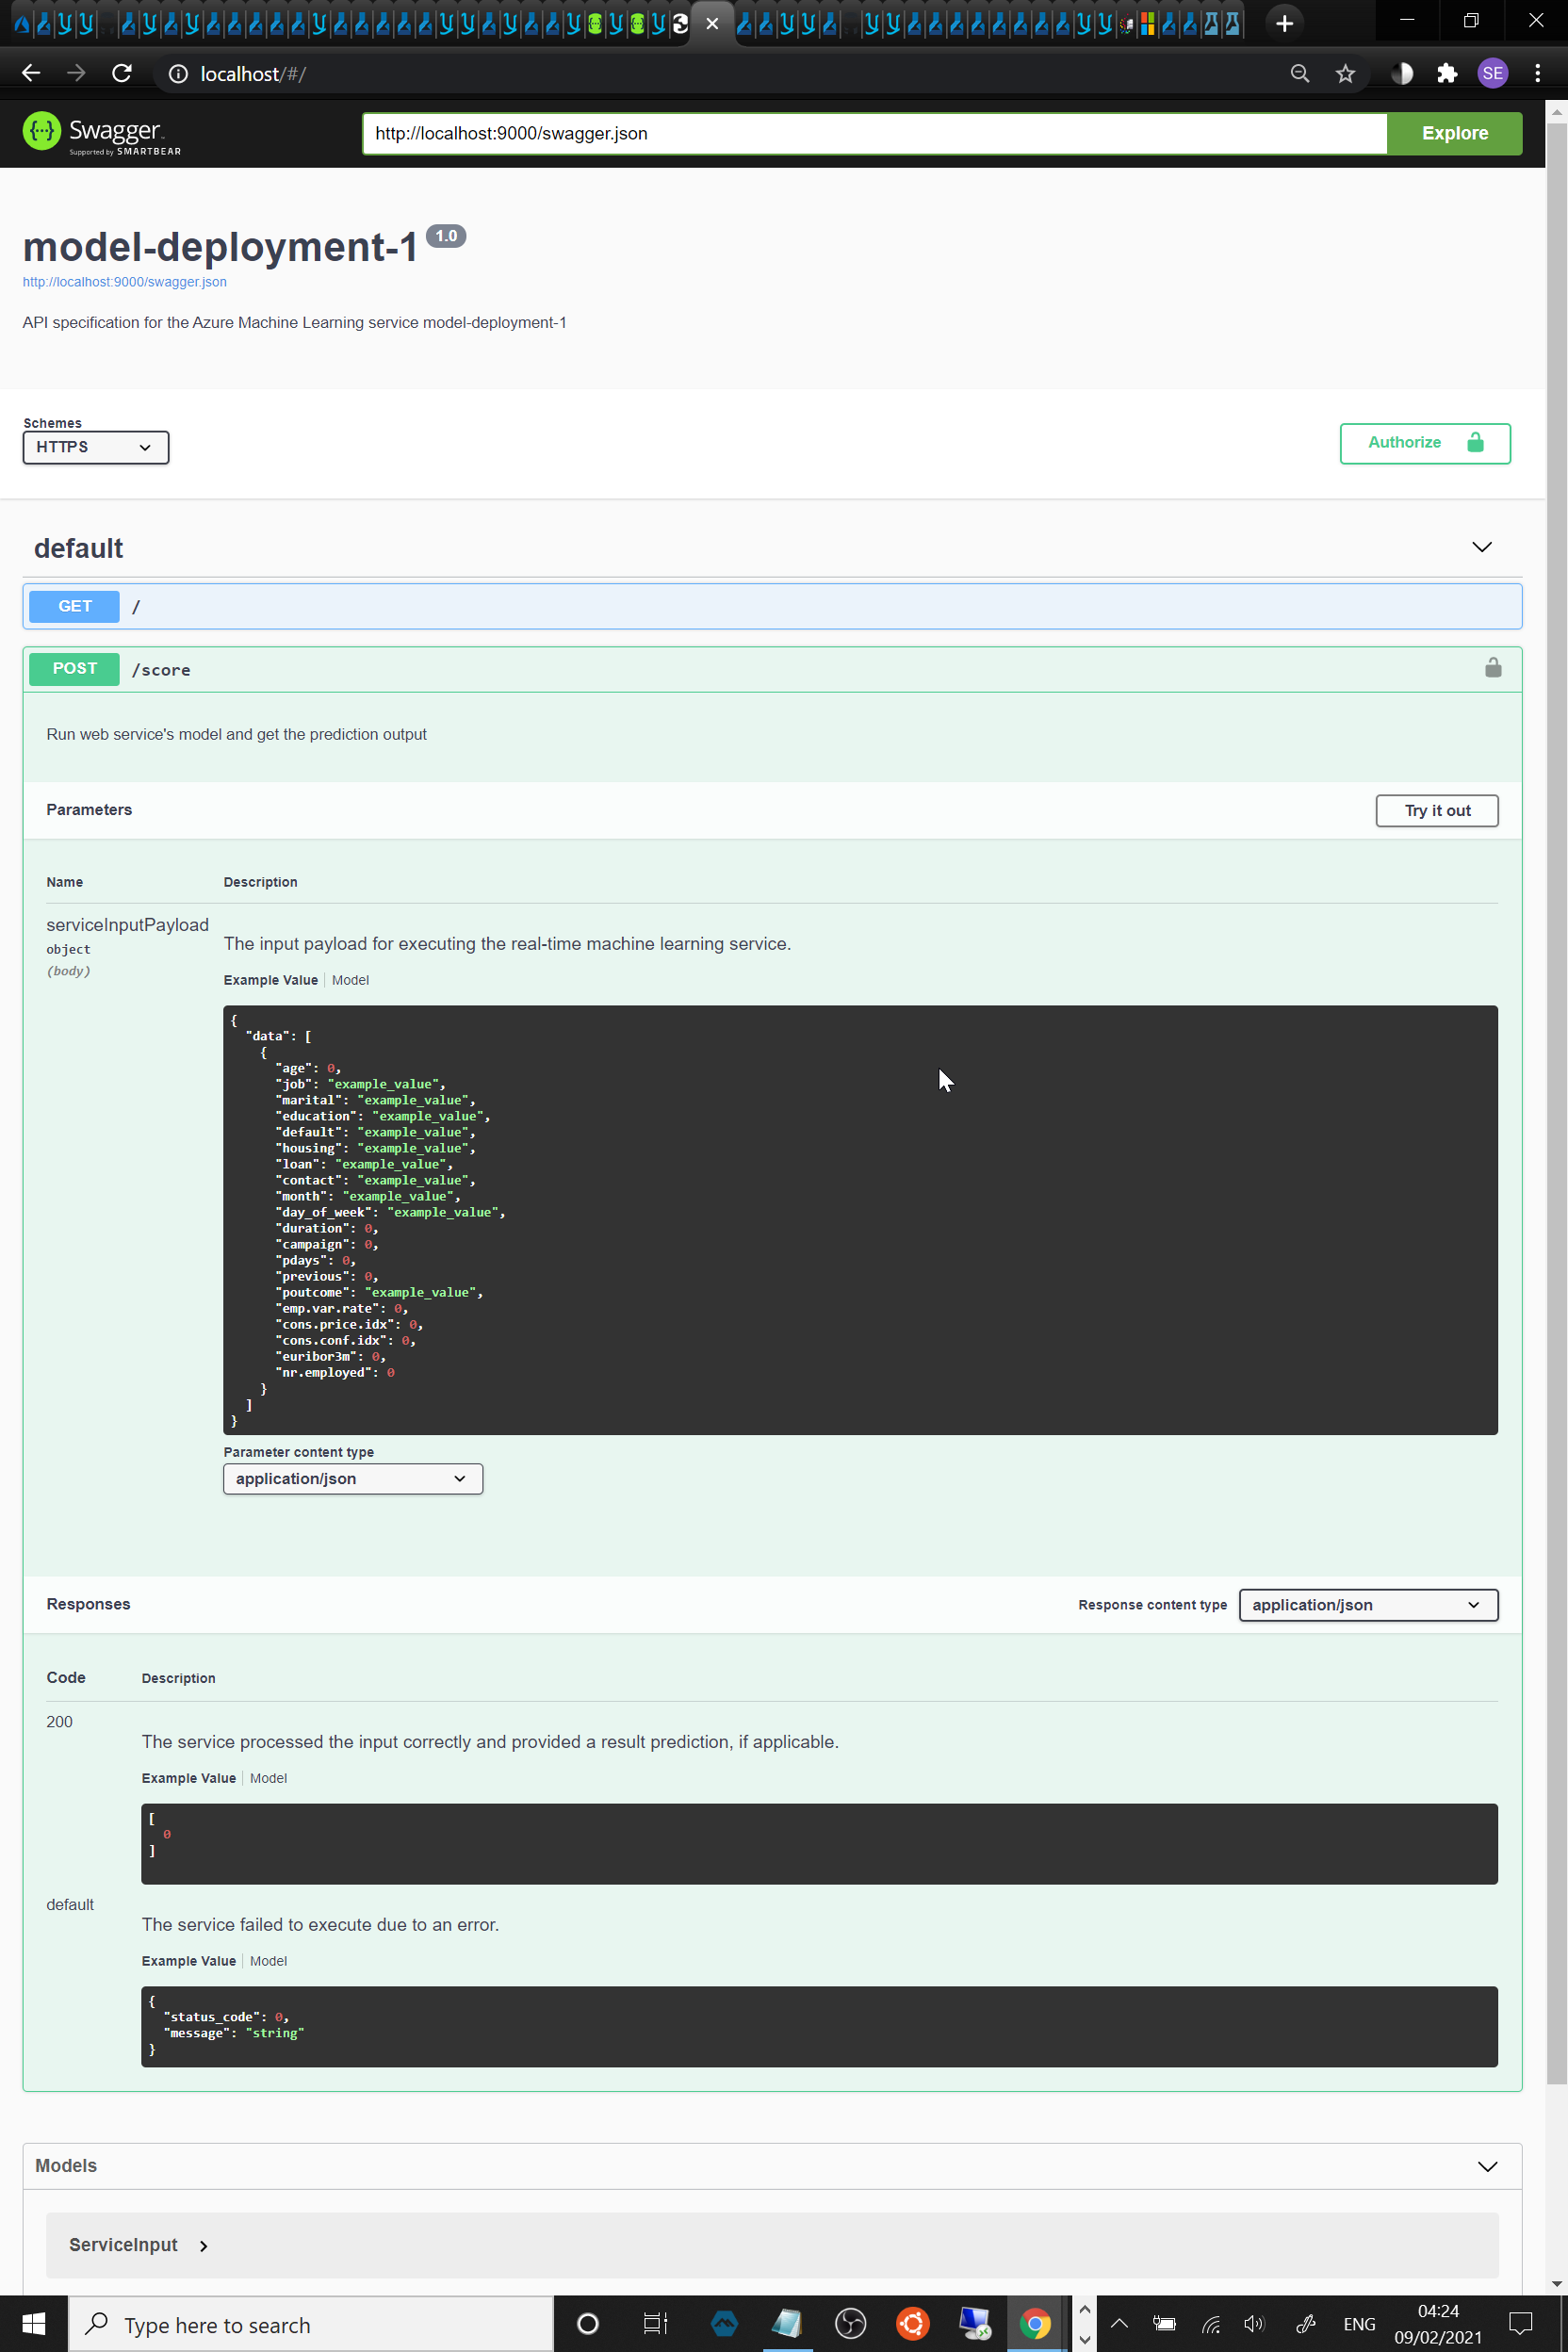 localhost/#/
SE
Swagger
Supported by SMARTBEAR
http://localhost:9000/swagger.json
Explore
model-deployment-1 1.0
http://localhost:9000/swagger.json
API specification for the Azure Machine Learning service model-deployment-1
Schemes
HTTPS
Authorize
default
GET /
POST /score
Run web service's model and get the prediction output
Parameters
Try it out
Name Description
serviceInputPayload
object
(body)
The input payload for executing the real-time machine learning service.
Example Value Model
{
"data": [
{
"age": 0,
"job": "example_value",
"marital": "example_value",
"education": "example_value",
"default": "example_value",
"housing": "example_value",
"loan": "example_value",
"contact": "example_value",
"month": "example_value",
"day_of_week": "example_value",
"duration": 0,
"campaign": 0,
"pdays": 0,
"previous": 0,
"poutcome": "example_value",
"emp.var.rate": 0,
"cons.price.idx": 0,
"cons.conf.idx": 0,
"euribor3m": 0,
"nr.employed": 0
}
]
}
Parameter content type
application/json
Responses
Response content type application/json
Code Description
200
The service processed the input correctly and provided a result prediction, if applicable.
Example Value Model
[
0
]
default
The service failed to execute due to an error.
Example Value Model
{
"status_code": 0,
"message": "string"
}
Models
ServiceInput
Type here to search
ENG
04:24
09/02/2021